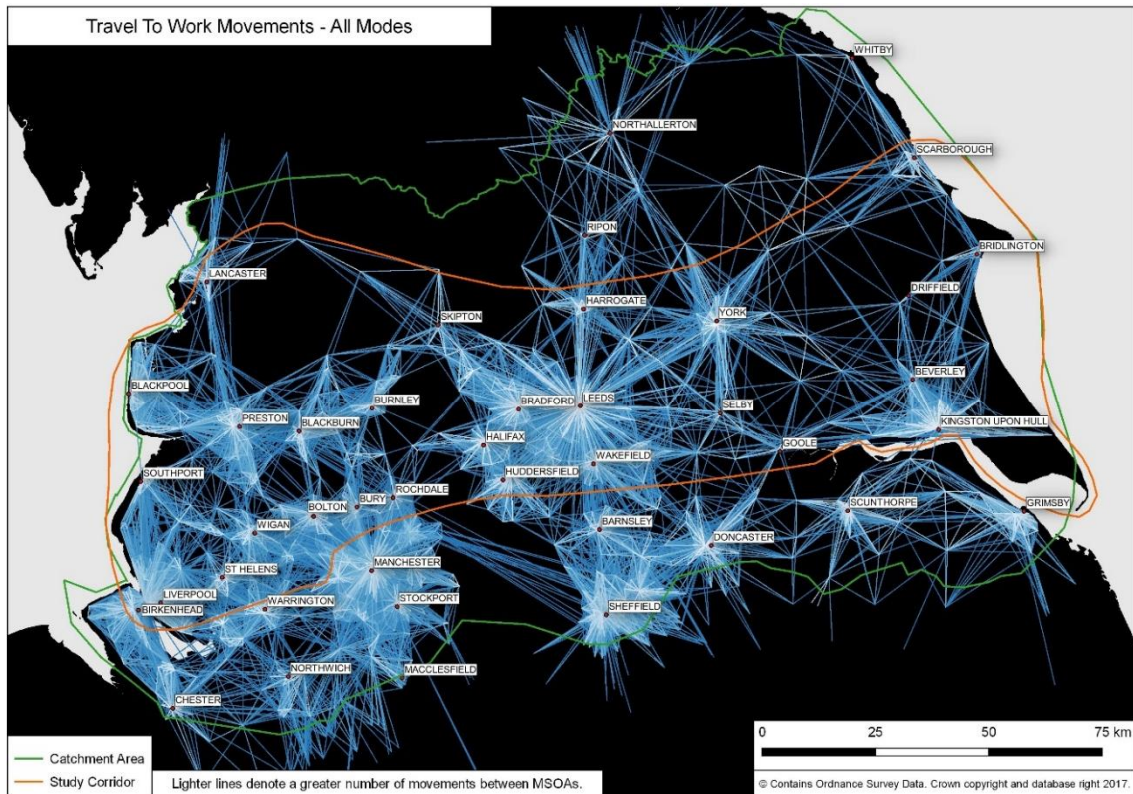 Travel To Work Movements - All Modes
WHITBY
NORTHALLERTON
SCARBOROUGH
RIPON
BRIDLINGTON
LANCASTER
DRIFFIELD
HARROGATE
SKIPTON
YORK
BLACKPOOL
BEVERLEY
BURNLEY
BRADFORD
LEEDS
SELBY
PRESTON
BLACKBURN
KINGSTON UPON HULL
HALIFAX
GOOLE
WAKEFIELD
SOUTHPORT
HUDDERSFIELD
ROCHDALE
BURY
BOLTON
SCUNTHORPE
GRIMSBY
WIGAN
BARNSLEY
DONCASTER
MANCHESTER
ST HELENS
LIVERPOOL
BIRKENHEAD
WARRINGTON
STOCKPORT
SHEFFIELD
NORTHWICH
MACCLESFIELD
CHESTER
0 25 50 75 km
Catchment Area
Study Corridor
Lighter lines denote a greater number of movements between MSOAs.
© Contains Ordnance Survey Data. Crown copyright and database right 2017.